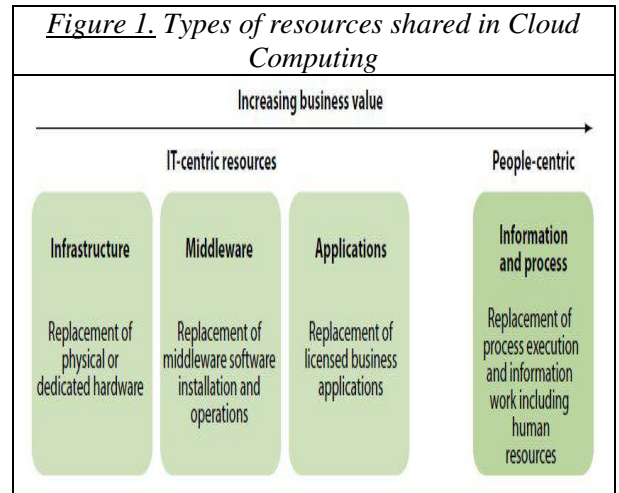 Figure 1. Types of resources shared in Cloud
Computing
Increasing business value
IT-centric resources
People-centric
Infrastructure
Replacement of
physical or
dedicated hardware
Middleware
Replacement of
middleware software
installation and
operations
Applications
Replacement of
licensed business
applications
Information
and process
Replacement of
process execution
and information
work including
human
resources